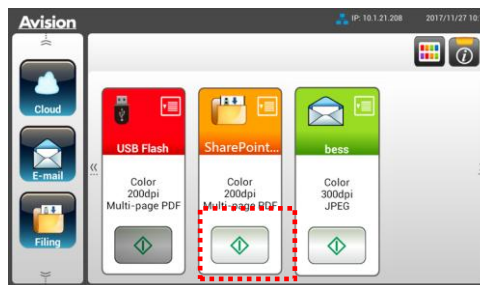 Avision
IP: 10.1.21.208
2017/11/27 10:
Cloud
E-mail
Filing
USB Flash
Color
200dpi
Multi-page PDF
SharePoint...
Color
200dpi
Multi-page PDF
bess
Color
300dpi
JPEG